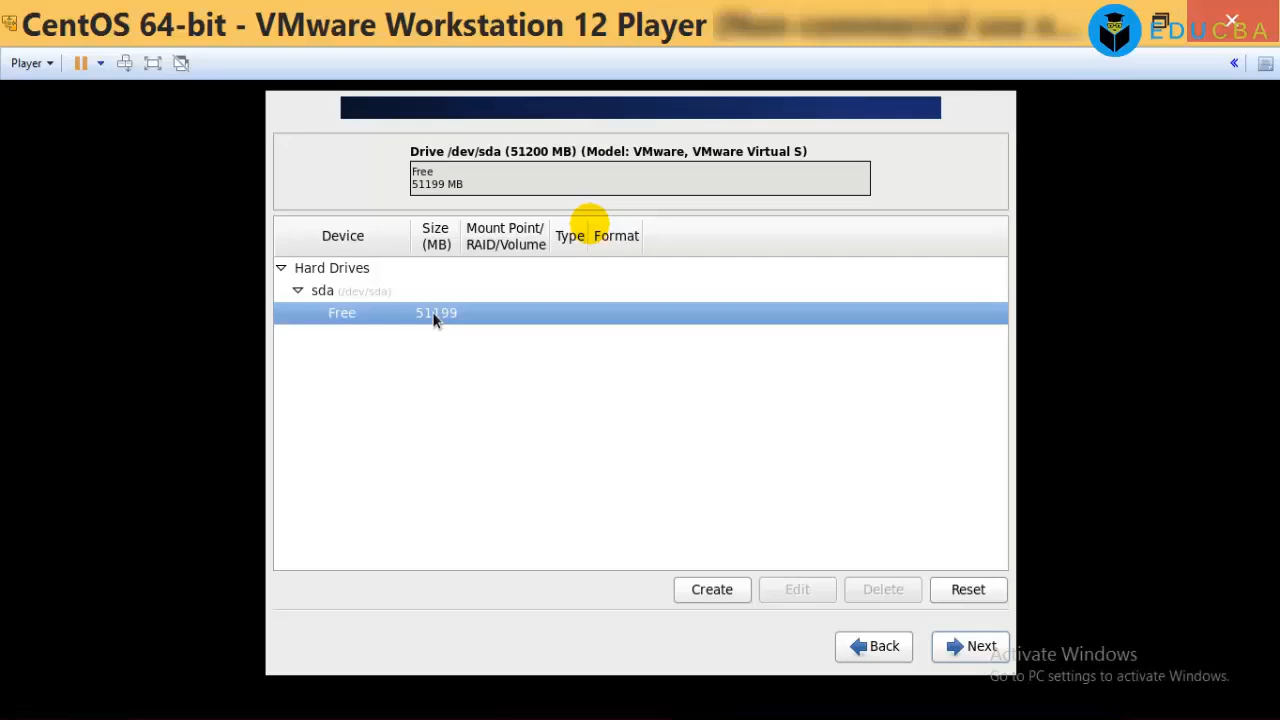 CentOS 64-bit - VMware Workstation 12 Player
EDUCBA
Player
Drive /dev/sda (51200 MB) (Model: VMware, VMware Virtual S)
Free
51199 MB
Device
Size
(MB)
Mount Point/
RAID/Volume
Type
Format
Hard Drives
sda (/dev/sda)
Free 51199
Create
Edit
Delete
Reset
Back
Next
Activate Windows
Go to PC settings to activate Windows.